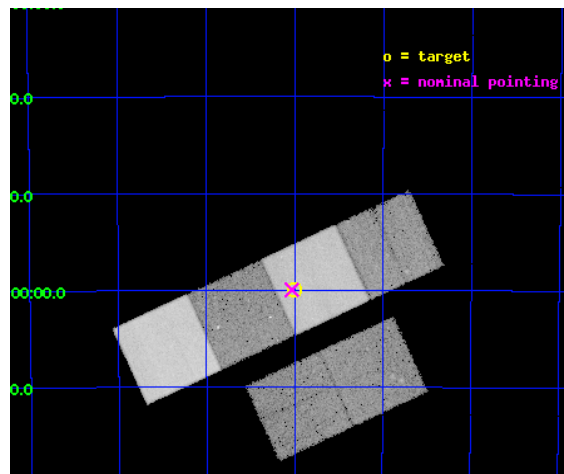 o = target
x = nominal pointing
0.0
0.0
00:00.0
0.0